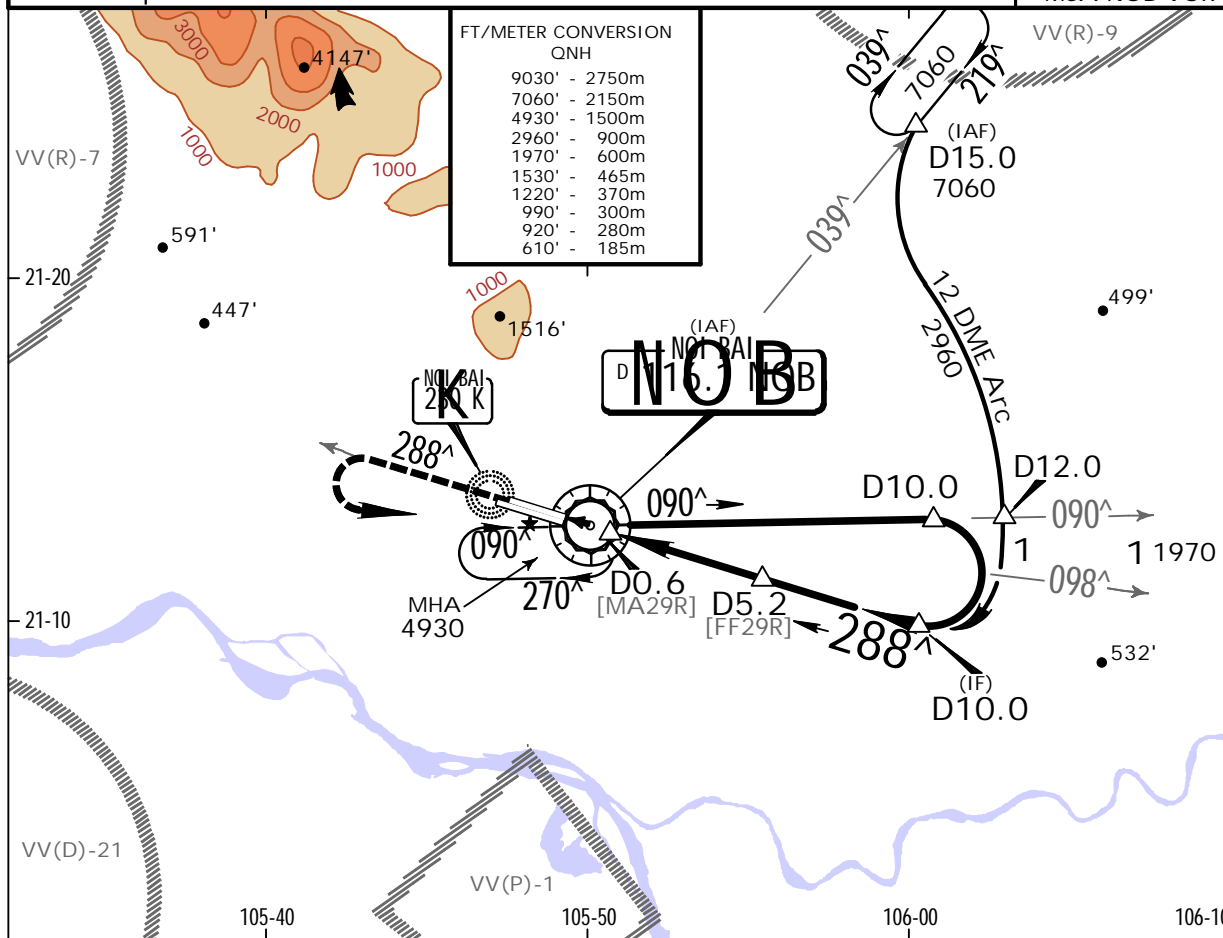 FT/METER CONVERSION
QNH
9030' - 2750m
7060' - 2150m
4930' - 1500m
2960' - 900m
1970' - 600m
1530' - 465m
1220' - 370m
990' - 300m
920' - 280m
610' - 185m
3000
4147'
2000
1000
1000
VV(R)-7
VV(R)-9
039^
7060
219^
(IAF)
D15.0
7060
039^
591'
21-20
447'
1000
1516'
12 DME Arc
2960
499'
(IAF)
NOI BAI
D
NOB
NOB
NOI BAI
K
K
288^
090^
D10.0
D12.0
090^
090^
1
1 1970
098^
270^
D0.6
[MA29R]
D5.2
[FF29R]
288^
MHA
4930
21-10
(IF)
D10.0
532'
VV(D)-21
VV(P)-1
105-40
105-50
106-00